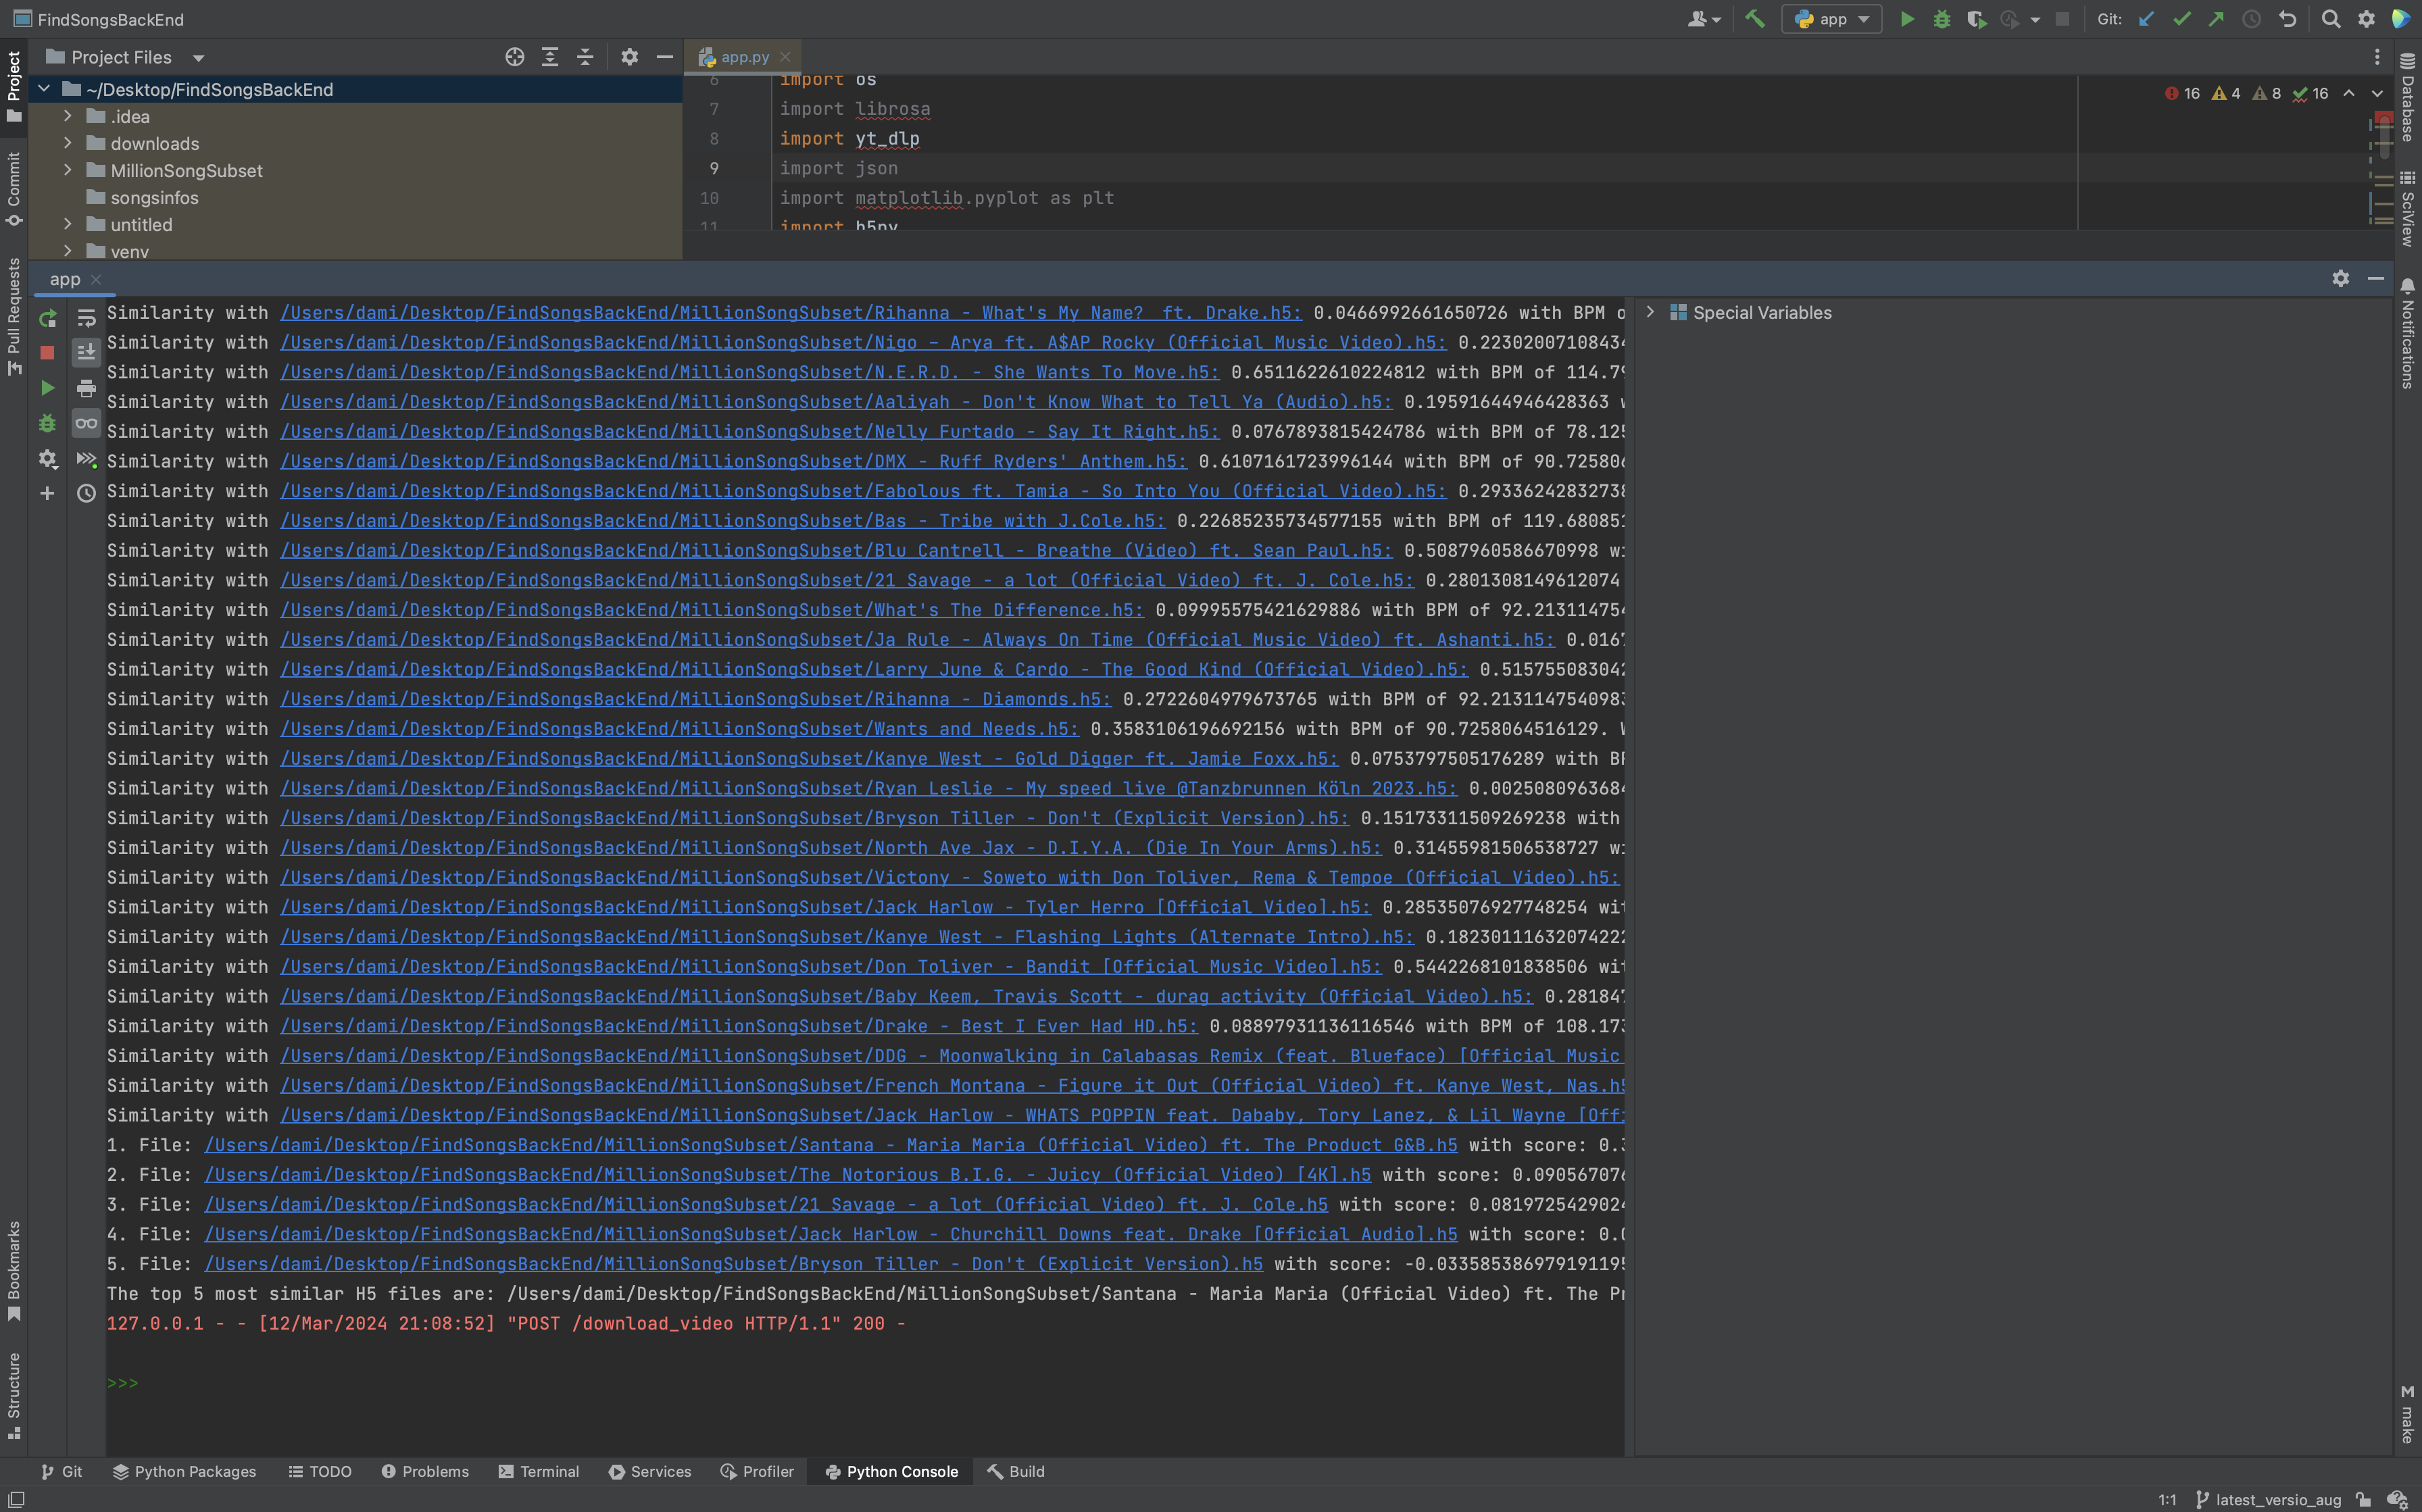 FindSongsBackEnd
app
Git:
Project Files
app.py
~/Desktop/FindSongsBackEnd
.idea
downloads
MillionSongSubset
songsinfos
untitled
venv
6 import os
7 import librosa
8 import yt_dlp
9 import json
10 import matplotlib.pyplot as plt
11 import h5py
16 4 8 16
Project
Commit
Pull Requests
Bookmarks
Structure
Database
SciView
Notifications
make
app
Special Variables
Similarity with /Users/dami/Desktop/FindSongsBackEnd/MillionSongSubset/Rihanna - What's My Name?  ft. Drake.h5: 0.0466992661650726 with BPM o
Similarity with /Users/dami/Desktop/FindSongsBackEnd/MillionSongSubset/Nigo - Arya ft. A$AP Rocky (Official Music Video).h5: 0.22302007108434
Similarity with /Users/dami/Desktop/FindSongsBackEnd/MillionSongSubset/N.E.R.D. - She Wants To Move.h5: 0.6511622610224812 with BPM of 114.79
Similarity with /Users/dami/Desktop/FindSongsBackEnd/MillionSongSubset/Aaliyah - Don't Know What to Tell Ya (Audio).h5: 0.19591644946428363 w
Similarity with /Users/dami/Desktop/FindSongsBackEnd/MillionSongSubset/Nelly Furtado - Say It Right.h5: 0.0767893815424786 with BPM of 78.125
Similarity with /Users/dami/Desktop/FindSongsBackEnd/MillionSongSubset/DMX - Ruff Ryders' Anthem.h5: 0.6107161723996144 with BPM of 90.725806
Similarity with /Users/dami/Desktop/FindSongsBackEnd/MillionSongSubset/Fabolous ft. Tamia - So Into You (Official Video).h5: 0.29336242832738
Similarity with /Users/dami/Desktop/FindSongsBackEnd/MillionSongSubset/Bas - Tribe with J.Cole.h5: 0.22685235734577155 with BPM of 119.680851
Similarity with /Users/dami/Desktop/FindSongsBackEnd/MillionSongSubset/Blu Cantrell - Breathe (Video) ft. Sean Paul.h5: 0.5087960586670998 wi
Similarity with /Users/dami/Desktop/FindSongsBackEnd/MillionSongSubset/21 Savage - a lot (Official Video) ft. J. Cole.h5: 0.2801308149612074
Similarity with /Users/dami/Desktop/FindSongsBackEnd/MillionSongSubset/What's The Difference.h5: 0.09995575421629886 with BPM of 92.213114754
Similarity with /Users/dami/Desktop/FindSongsBackEnd/MillionSongSubset/Ja Rule - Always On Time (Official Music Video) ft. Ashanti.h5: 0.0167
Similarity with /Users/dami/Desktop/FindSongsBackEnd/MillionSongSubset/Larry June & Cardo - The Good Kind (Official Video).h5: 0.515755083042
Similarity with /Users/dami/Desktop/FindSongsBackEnd/MillionSongSubset/Rihanna - Diamonds.h5: 0.2722604979673765 with BPM of 92.2131147540983
Similarity with /Users/dami/Desktop/FindSongsBackEnd/MillionSongSubset/Wants and Needs.h5: 0.3583106196692156 with BPM of 90.7258064516129. W
Similarity with /Users/dami/Desktop/FindSongsBackEnd/MillionSongSubset/Kanye West - Gold Digger ft. Jamie Foxx.h5: 0.0753797505176289 with BP
Similarity with /Users/dami/Desktop/FindSongsBackEnd/MillionSongSubset/Ryan Leslie - My speed live @Tanzbrunnen Köln 2023.h5: 0.0025080963684
Similarity with /Users/dami/Desktop/FindSongsBackEnd/MillionSongSubset/Bryson Tiller - Don't (Explicit Version).h5: 0.15173311509269238 with
Similarity with /Users/dami/Desktop/FindSongsBackEnd/MillionSongSubset/North Ave Jax - D.I.Y.A. (Die In Your Arms).h5: 0.31455981506538727 wi
Similarity with /Users/dami/Desktop/FindSongsBackEnd/MillionSongSubset/Victony - Soweto with Don Toliver, Rema & Tempoe (Official Video).h5:
Similarity with /Users/dami/Desktop/FindSongsBackEnd/MillionSongSubset/Jack Harlow - Tyler Herro [Official Video].h5: 0.28535076927748254 wit
Similarity with /Users/dami/Desktop/FindSongsBackEnd/MillionSongSubset/Kanye West - Flashing Lights (Alternate Intro).h5: 0.18230111632074222
Similarity with /Users/dami/Desktop/FindSongsBackEnd/MillionSongSubset/Don Toliver - Bandit [Official Music Video].h5: 0.5442268101838506 wit
Similarity with /Users/dami/Desktop/FindSongsBackEnd/MillionSongSubset/Baby Keem, Travis Scott - durag activity (Official Video).h5: 0.281847
Similarity with /Users/dami/Desktop/FindSongsBackEnd/MillionSongSubset/Drake - Best I Ever Had HD.h5: 0.08897931136116546 with BPM of 108.173
Similarity with /Users/dami/Desktop/FindSongsBackEnd/MillionSongSubset/DDG - Moonwalking in Calabasas Remix (feat. Blueface) [Official Music
Similarity with /Users/dami/Desktop/FindSongsBackEnd/MillionSongSubset/French Montana - Figure it Out (Official Video) ft. Kanye West, Nas.h5
Similarity with /Users/dami/Desktop/FindSongsBackEnd/MillionSongSubset/Jack Harlow - WHATS POPPIN feat. Dababy, Tory Lanez, & Lil Wayne [Offi
1. File: /Users/dami/Desktop/FindSongsBackEnd/MillionSongSubset/Santana - Maria Maria (Official Video) ft. The Product G&B.h5 with score: 0.3
2. File: /Users/dami/Desktop/FindSongsBackEnd/MillionSongSubset/The Notorious B.I.G. - Juicy (Official Video) [4K].h5 with score: 0.090567076
3. File: /Users/dami/Desktop/FindSongsBackEnd/MillionSongSubset/21 Savage - a lot (Official Video) ft. J. Cole.h5 with score: 0.0819725429024
4. File: /Users/dami/Desktop/FindSongsBackEnd/MillionSongSubset/Jack Harlow - Churchill Downs feat. Drake [Official Audio].h5 with score: 0.0
5. File: /Users/dami/Desktop/FindSongsBackEnd/MillionSongSubset/Bryson Tiller - Don't (Explicit Version).h5 with score: -0.033585386979191195
The top 5 most similar H5 files are: /Users/dami/Desktop/FindSongsBackEnd/MillionSongSubset/Santana - Maria Maria (Official Video) ft. The Pr
127.0.0.1 - - [12/Mar/2024 21:08:52] "POST /download_video HTTP/1.1" 200 -
>>>
Git
Python Packages
TODO
Problems
Terminal
Services
Profiler
Python Console
Build
1:1
latest_versio_aug